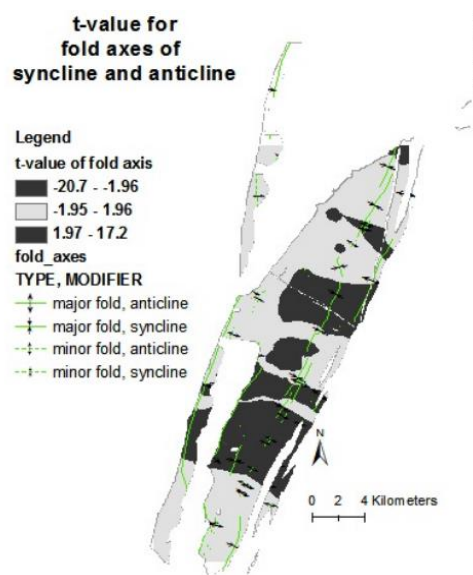 t-value for
fold axes of
syncline and anticline
Legend
t-value of fold axis
-20.7 - -1.96
-1.95 - 1.96
1.97 - 17.2
fold_axes
TYPE, MODIFIER
major fold, anticline
major fold, syncline
minor fold, anticline
minor fold, syncline
N
0 2 4 Kilometers